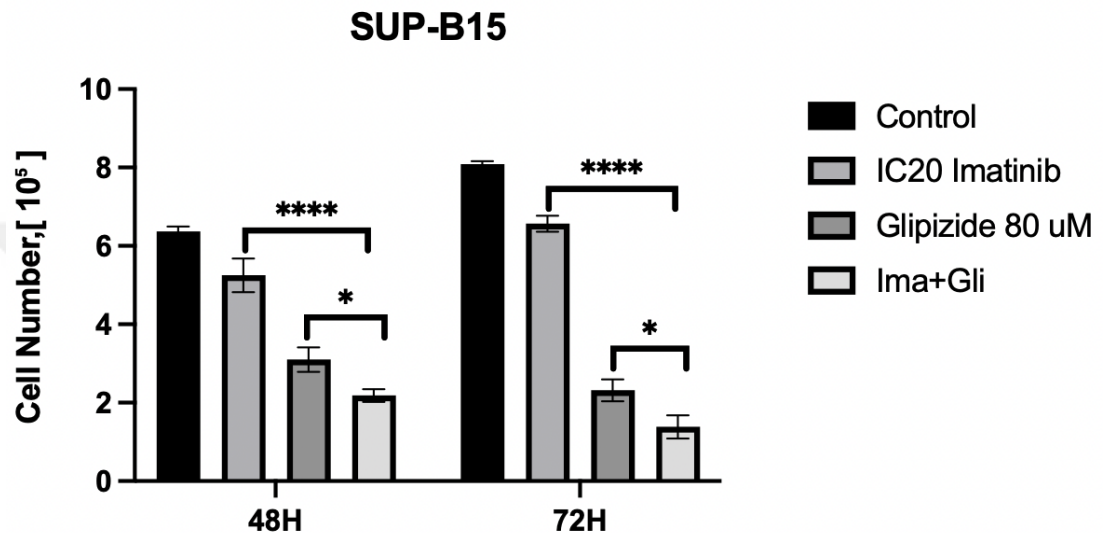 SUP-B15
Cell Number,[ 10⁵ ]
10
8
6
4
2
0
****
*
****
*
48H
72H
Control
IC20 Imatinib
Glipizide 80 uM
Ima+Gli